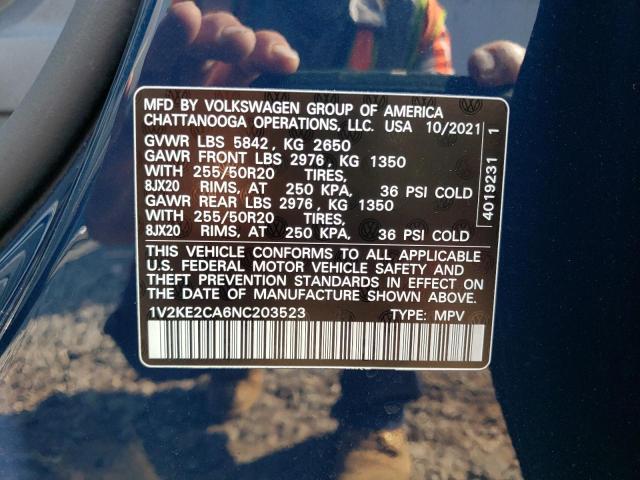 MFD BY VOLKSWAGEN GROUP OF AMERICA
CHATTANOOGA OPERATIONS, LLC. USA 10/2021
GVWR LBS 5842, KG 2650
GAWR FRONT LBS 2976, KG 1350
WITH 255/50R20 TIRES,
8JX20 RIMS, AT 250 KPA, 36 PSI COLD
GAWR REAR LBS 2976, KG 1350
WITH 255/50R20 TIRES,
8JX20 RIMS, AT 250 KPA, 36 PSI COLD
THIS VEHICLE CONFORMS TO ALL APPLICABLE
U.S. FEDERAL MOTOR VEHICLE SAFETY AND
THEFT PREVENTION STANDARDS IN EFFECT ON
THE DATE OF MANUFACTURE SHOWN ABOVE.
1V2KE2CA6NC203523 TYPE: MPV
4019231 1